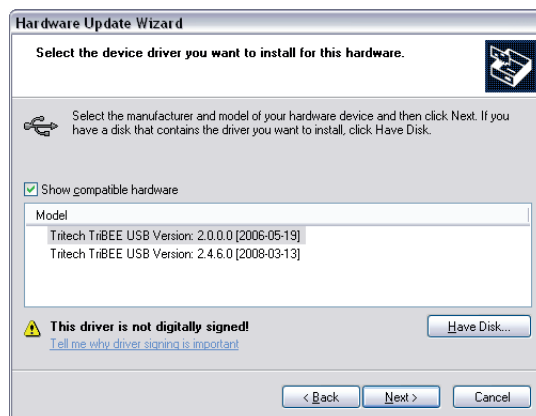 Hardware Update Wizard
Select the device driver you want to install for this hardware.
Select the manufacturer and model of your hardware device and then click Next. If you
have a disk that contains the driver you want to install, click Have Disk.
Show compatible hardware
Model
Tritech TriBEE USB Version: 2.0.0.0 [2006-05-19]
Tritech TriBEE USB Version: 2.4.6.0 [2008-03-13]
This driver is not digitally signed!
Have Disk...
Tell me why driver signing is important
< Back
Next >
Cancel